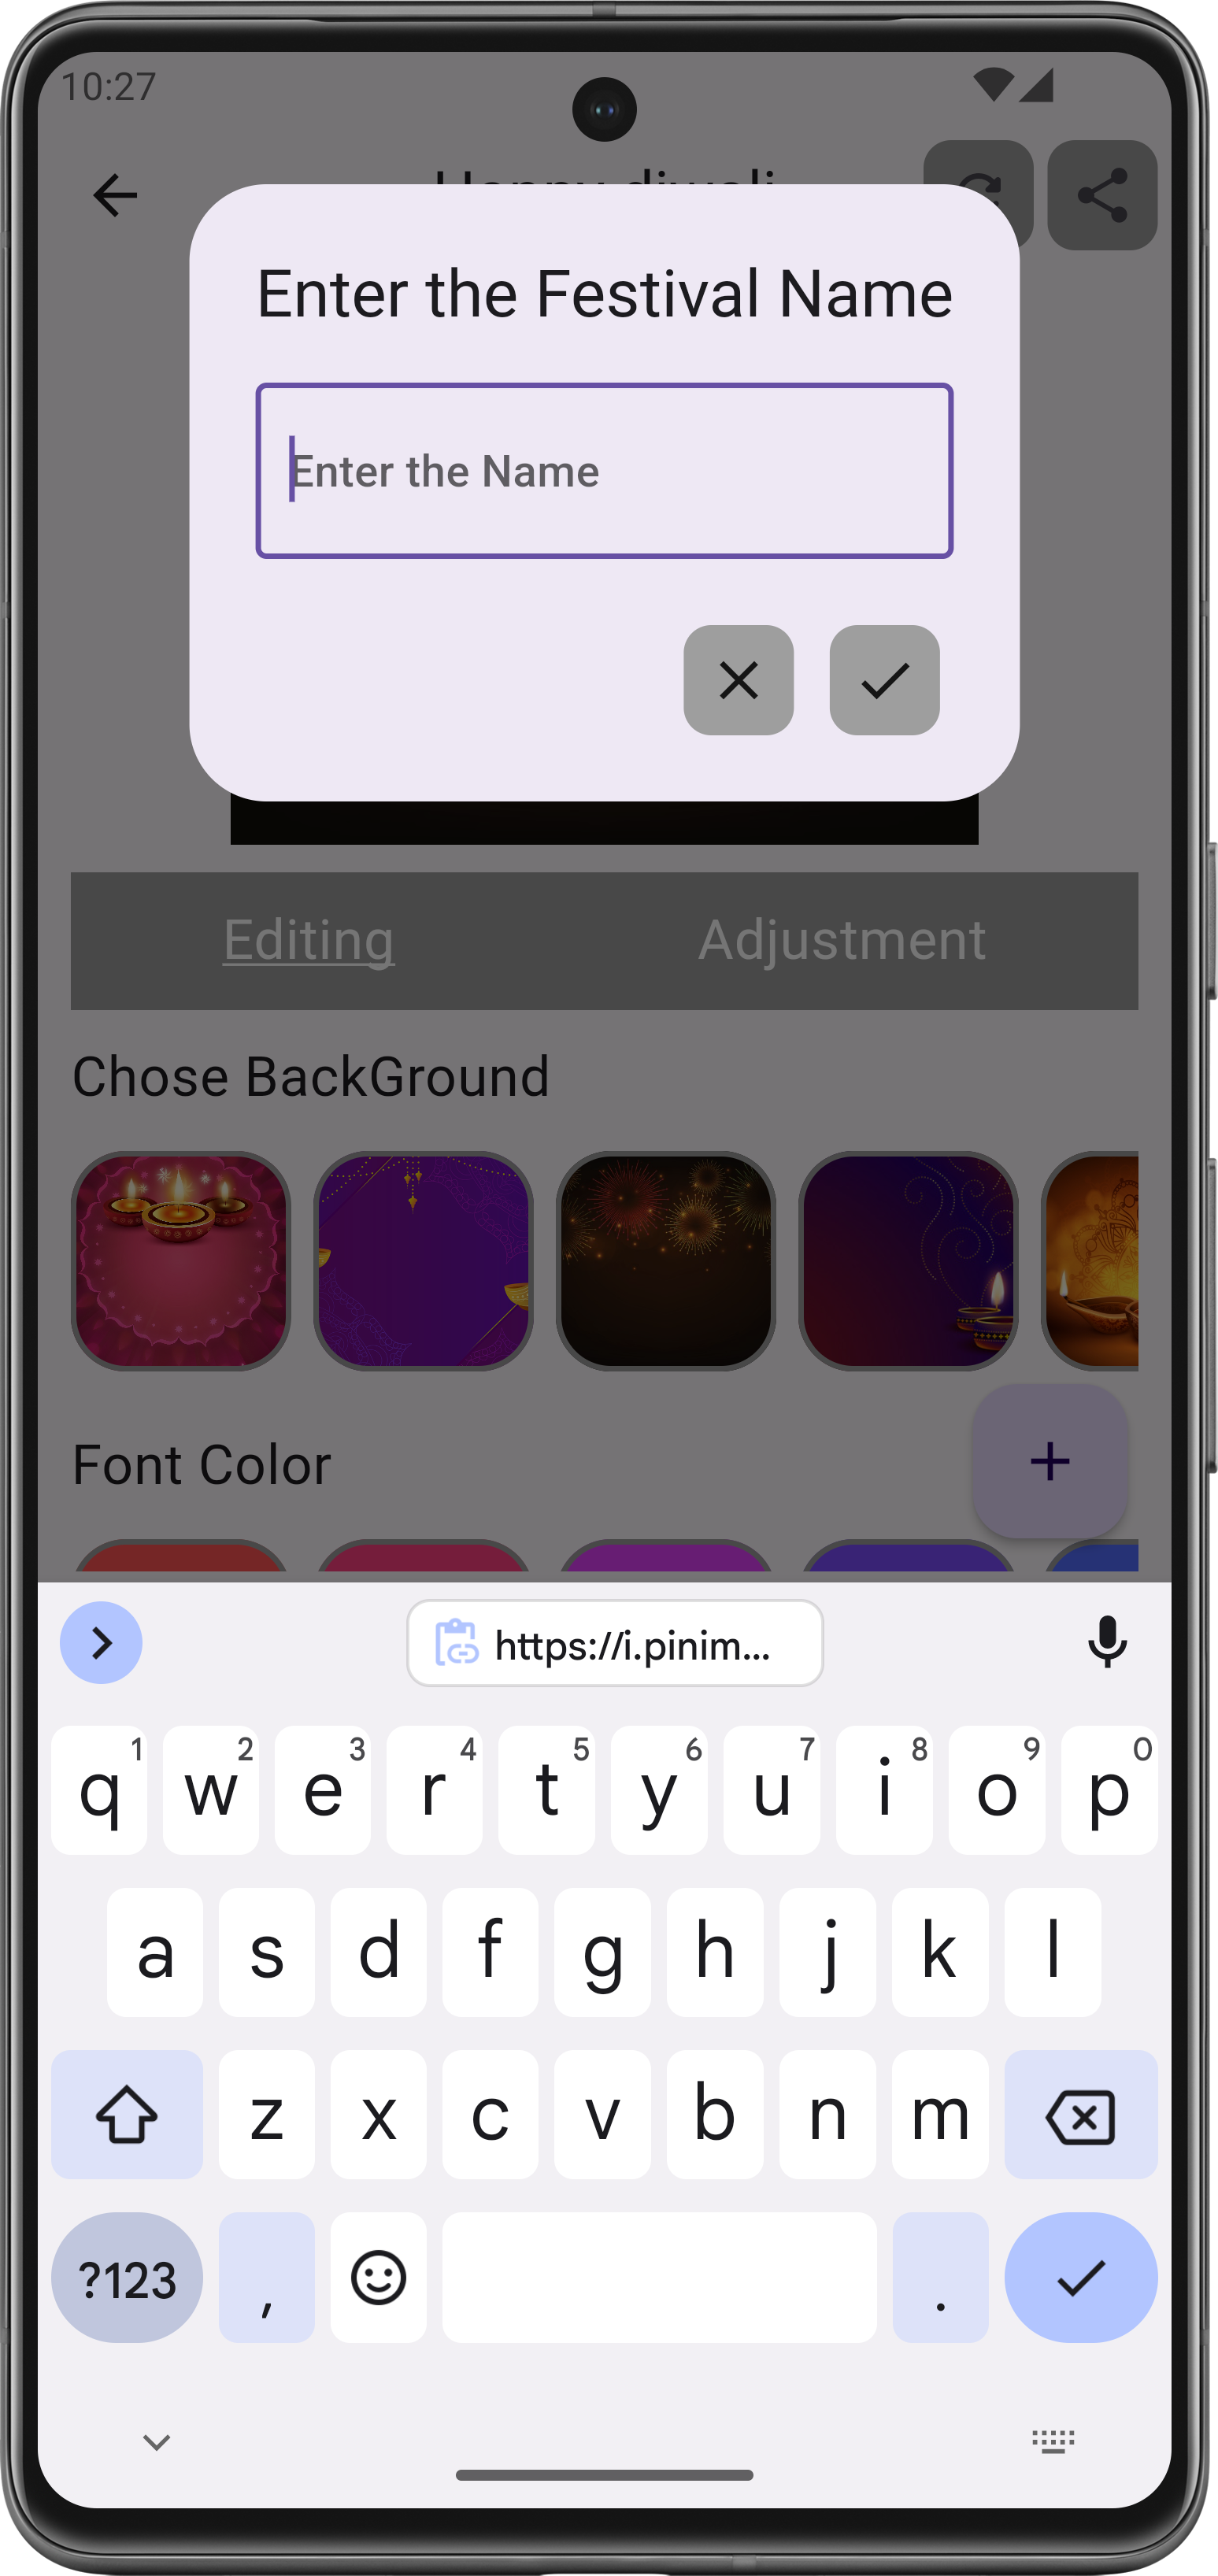 10:27
Happy diwali
Enter the Festival Name
Enter the Name
Editing Adjustment
Chose BackGround
Font Color
https://i.pinim...
1 2 3 4 5 6 7 8 9 0
q w e r t y u i o p
a s d f g h j k l
z x c v b n m
?123 , .